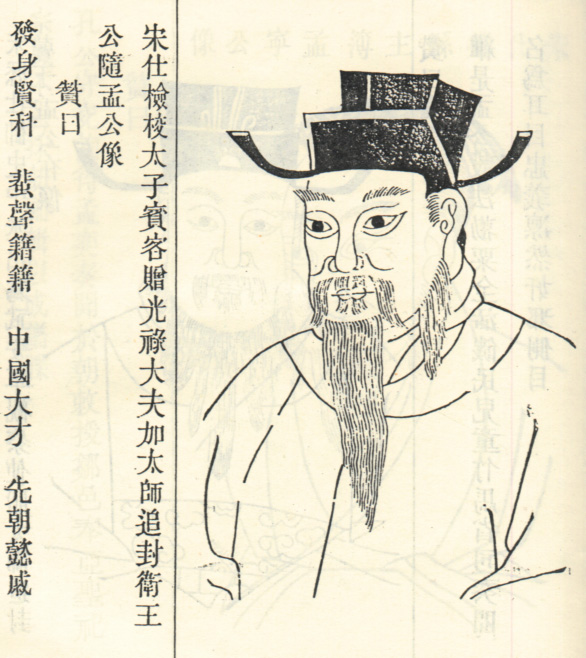 宋仕檢校太子賓客贈光祿大夫加太師追封衛王
公隨孟公像
贊曰
發身賢科 蜚聲籍籍 中國大才 先朝懿戚